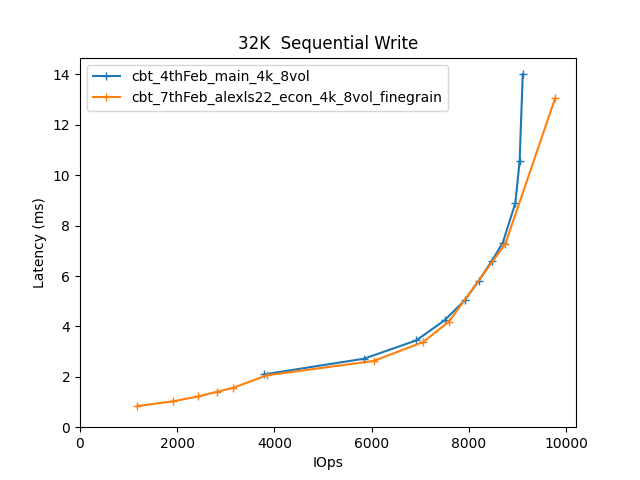 32K  Sequential Write
cbt_4thFeb_main_4k_8vol
cbt_7thFeb_alexls22_econ_4k_8vol_finegrain
Latency (ms)
14
12
10
8
6
4
2
0
0 2000 4000 6000 8000 10000
IOps